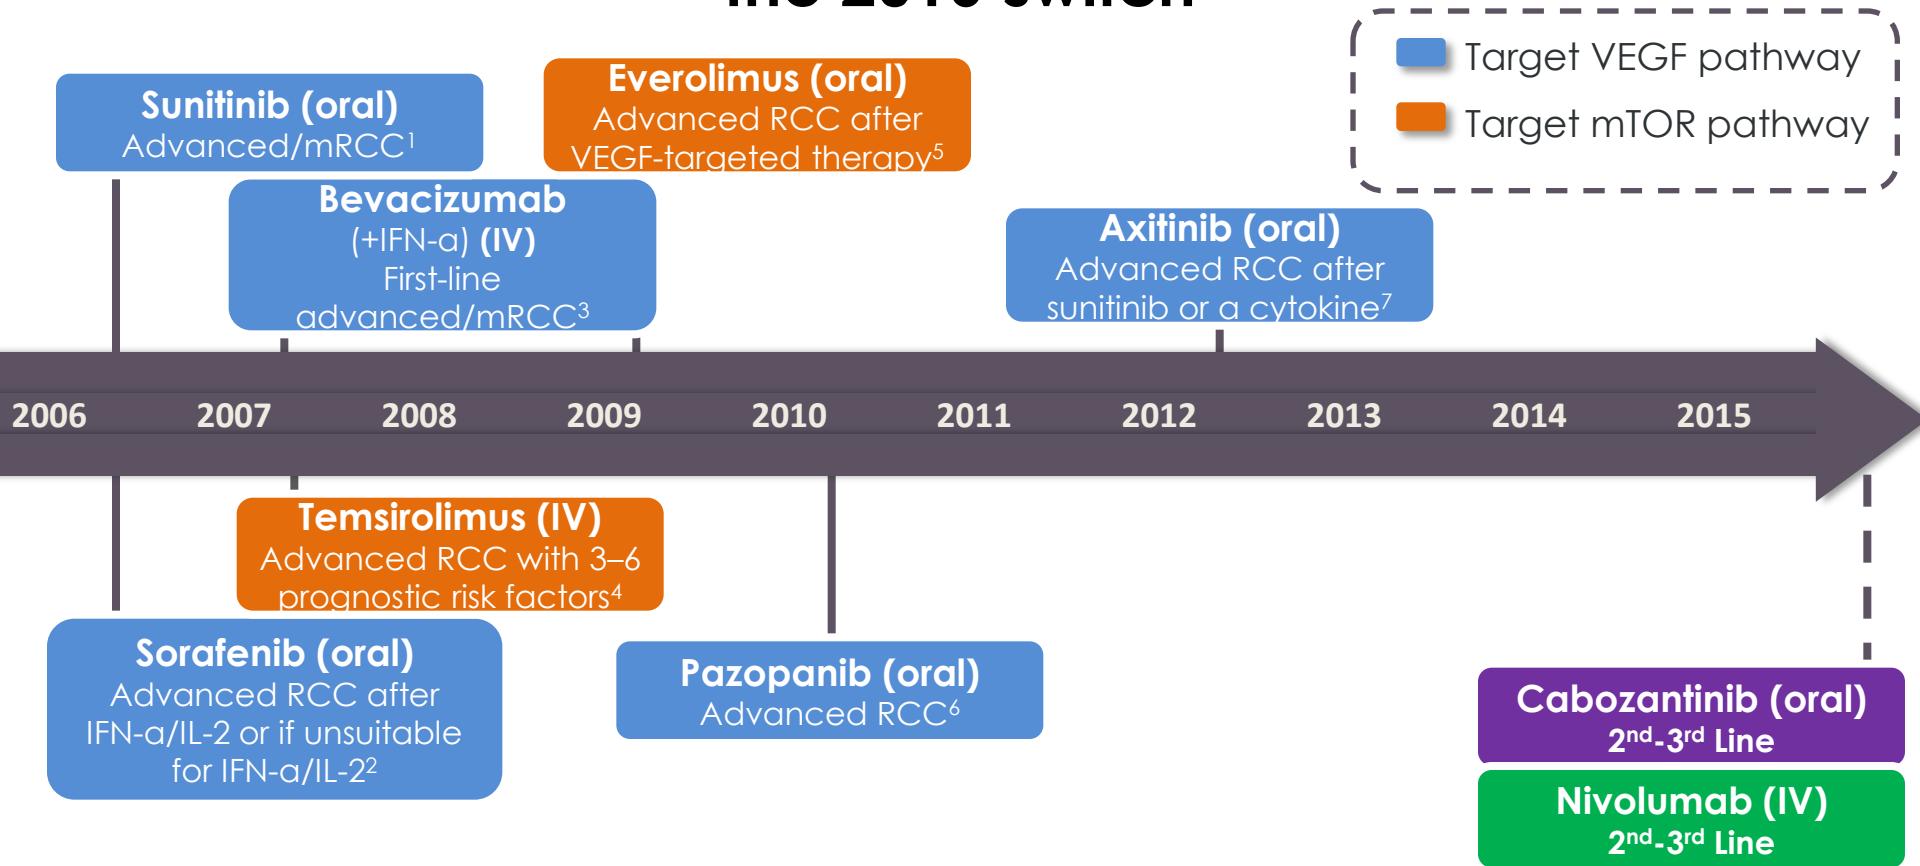 switch
Target VEGF pathway
Target mTOR pathway
Sunitinib (oral)
Advanced/mRCC¹
Everolimus (oral)
Advanced RCC after
VEGF-targeted therapy⁵
Bevacizumab
(+IFN-a) (IV)
First-line
advanced/mRCC³
Axitinib (oral)
Advanced RCC after
sunitinib or a cytokine⁷
2006 2007 2008 2009 2010 2011 2012 2013 2014 2015
Temsirolimus (IV)
Advanced RCC with 3–6
prognostic risk factors⁴
Sorafenib (oral)
Advanced RCC after
IFN-a/IL-2 or if unsuitable
for IFN-a/IL-2²
Pazopanib (oral)
Advanced RCC⁶
Cabozantinib (oral)
2nd-3rd Line
Nivolumab (IV)
2nd-3rd Line